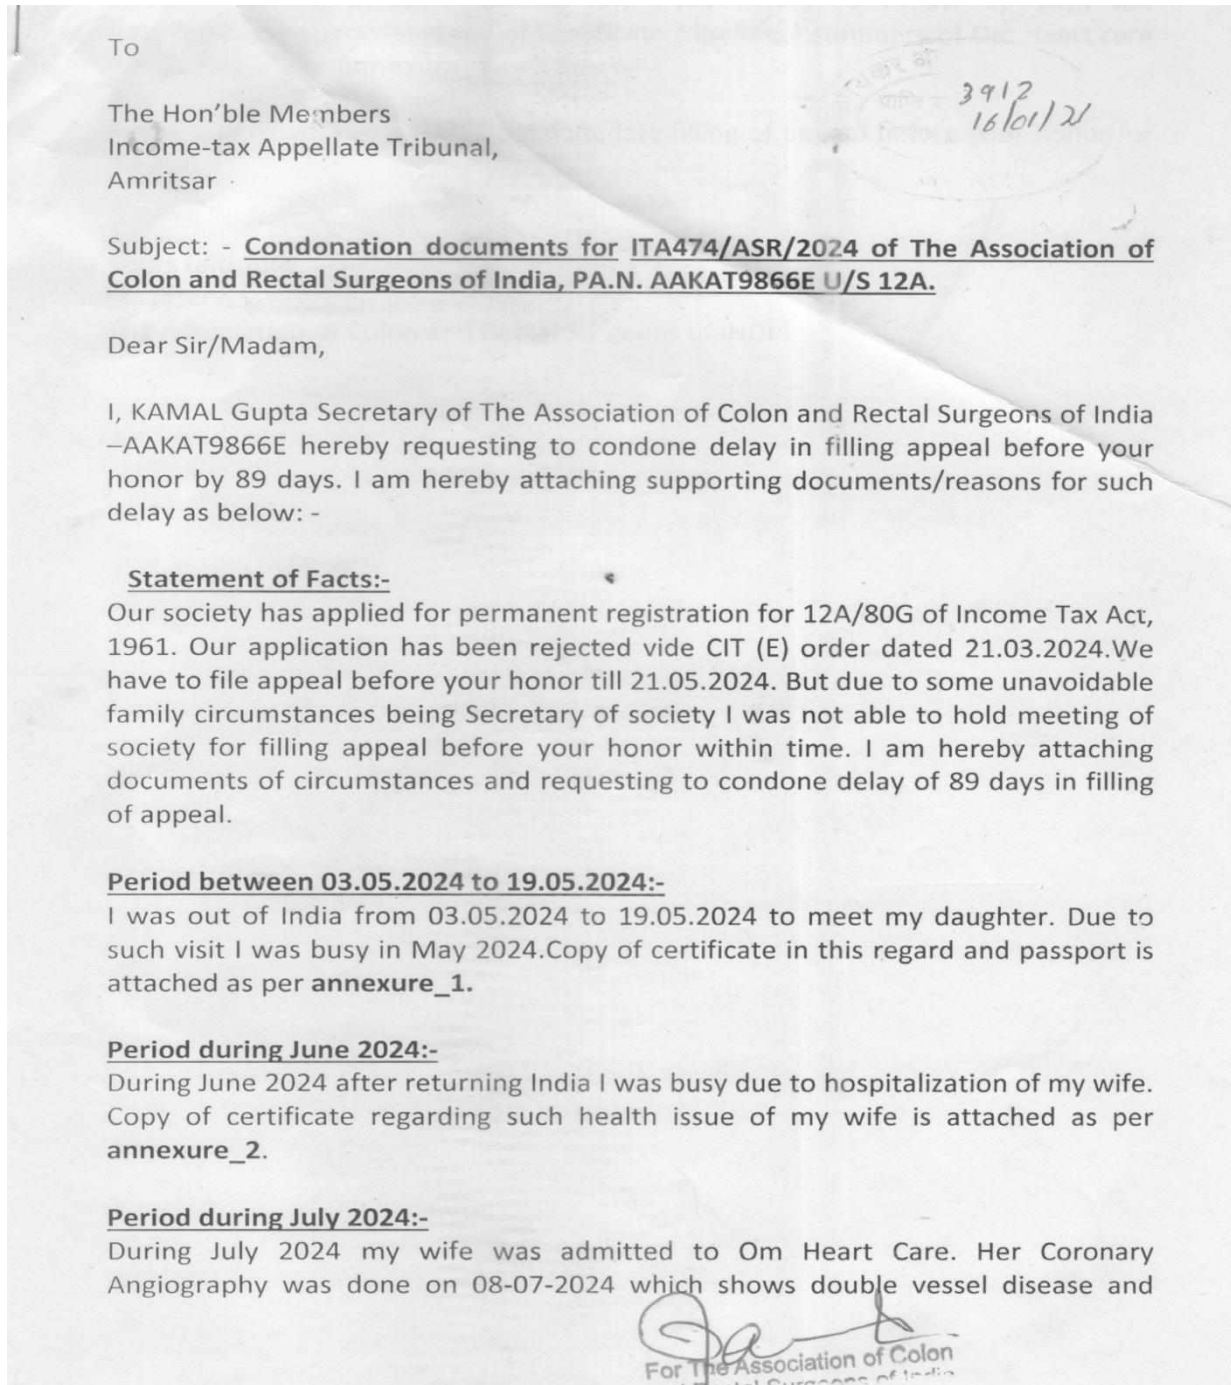 To
3912
16/01/21
The Hon’ble Members
Income-tax Appellate Tribunal,
Amritsar
Subject: - Condonation documents for ITA474/ASR/2024 of The Association of
Colon and Rectal Surgeons of India, PA.N. AAKAT9866E U/S 12A.
Dear Sir/Madam,
I, KAMAL Gupta Secretary of The Association of Colon and Rectal Surgeons of India
–AAKAT9866E hereby requesting to condone delay in filling appeal before your
honor by 89 days. I am hereby attaching supporting documents/reasons for such
delay as below: -
Statement of Facts:-
Our society has applied for permanent registration for 12A/80G of Income Tax Act,
1961. Our application has been rejected vide CIT (E) order dated 21.03.2024.We
have to file appeal before your honor till 21.05.2024. But due to some unavoidable
family circumstances being Secretary of society I was not able to hold meeting of
society for filling appeal before your honor within time. I am hereby attaching
documents of circumstances and requesting to condone delay of 89 days in filling
of appeal.
Period between 03.05.2024 to 19.05.2024:-
I was out of India from 03.05.2024 to 19.05.2024 to meet my daughter. Due to
such visit I was busy in May 2024.Copy of certificate in this regard and passport is
attached as per annexure_1.
Period during June 2024:-
During June 2024 after returning India I was busy due to hospitalization of my wife.
Copy of certificate regarding such health issue of my wife is attached as per
annexure_2.
Period during July 2024:-
During July 2024 my wife was admitted to Om Heart Care. Her Coronary
Angiography was done on 08-07-2024 which shows double vessel disease and
For The Association of Colon
Surgeons of India